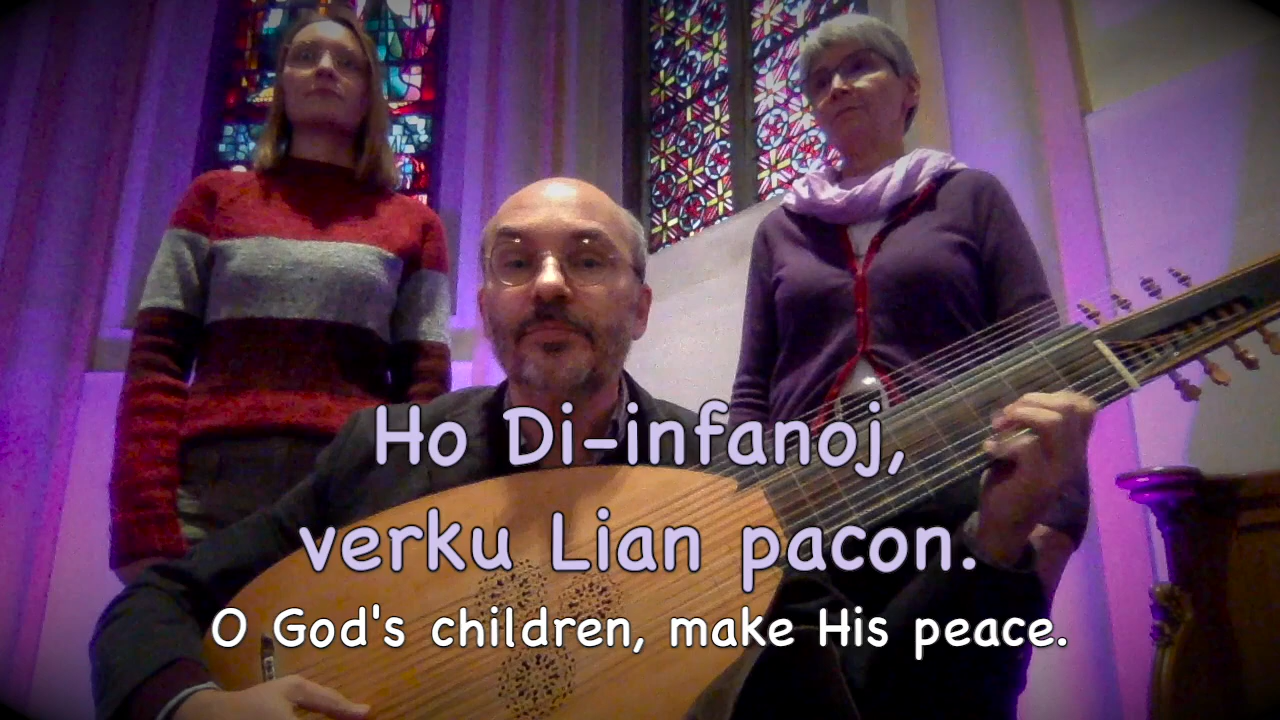 Ho Di-infanoj,
verku Lian pacon.
O God's children, make His peace.